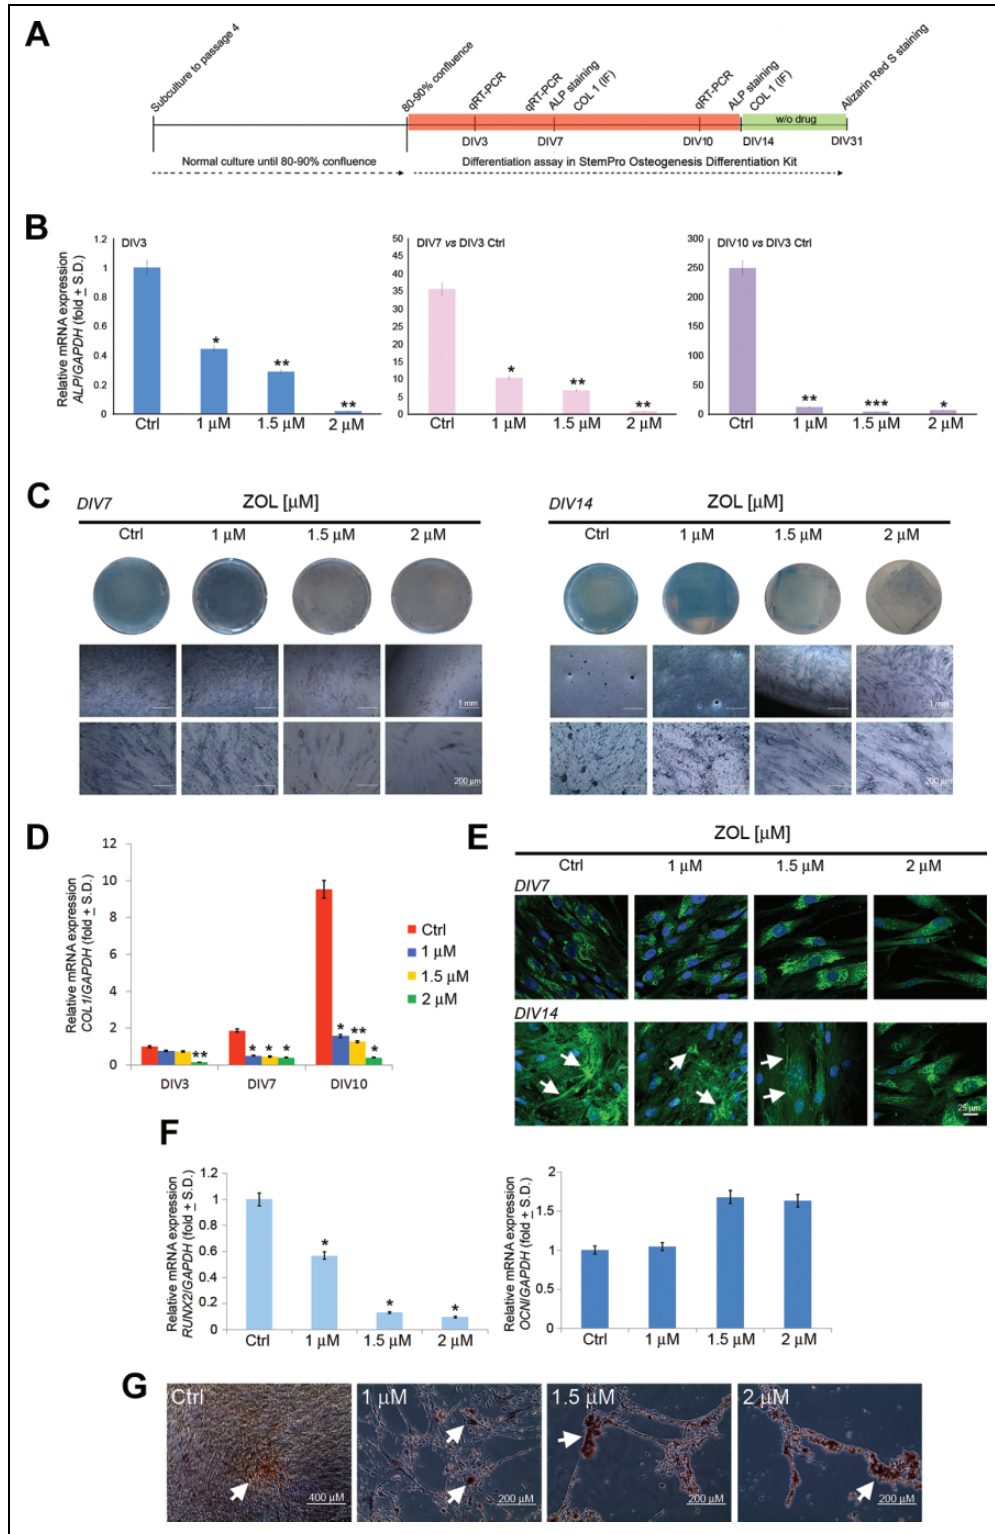 A
Subculture to passage 4
80-90% confluence
qRT-PCR
qRT-PCR
ALP staining
COL 1 (IF)
qRT-PCR
ALP staining
COL 1 (IF)
Alizarin Red S staining
w/o drug
DIV3
DIV7
DIV10
DIV14
DIV31
Normal culture until 80-90% confluence
Differentiation assay in StemPro Osteogenesis Differentiation Kit
B
Relative mRNA expression
ALP/GAPDH (fold ± S.D.)
DIV3
1.2
1
0.8
0.6
0.4
0.2
0
*
**
**
Ctrl 1 µM 1.5 µM 2 µM
DIV7 vs DIV3 Ctrl
50
45
40
35
30
25
20
15
10
5
0
*
**
**
Ctrl 1 µM 1.5 µM 2 µM
DIV10 vs DIV3 Ctrl
300
250
200
150
100
50
0
**
***
*
Ctrl 1 µM 1.5 µM 2 µM
C
DIV7 ZOL [µM]
Ctrl 1 µM 1.5 µM 2 µM
1 mm
200 µm
DIV14 ZOL [µM]
Ctrl 1 µM 1.5 µM 2 µM
1 mm
200 µm
D
Relative mRNA expression
COL1/GAPDH (fold ± S.D.)
12
10
8
6
4
2
0
**
* * *
* ** *
DIV3 DIV7 DIV10
Ctrl
1 µM
1.5 µM
2 µM
E
ZOL [µM]
Ctrl 1 µM 1.5 µM 2 µM
DIV7
DIV14
25 µm
F
Relative mRNA expression
RUNX2/GAPDH (fold ± S.D.)
1.2
1
0.8
0.6
0.4
0.2
0
*
*
*
Ctrl 1 µM 1.5 µM 2 µM
Relative mRNA expression
OCN/GAPDH (fold ± S.D.)
2
1.5
1
0.5
0
Ctrl 1 µM 1.5 µM 2 µM
G
Ctrl
400 µM
1 µM
200 µM
1.5 µM
200 µM
2 µM
200 µM